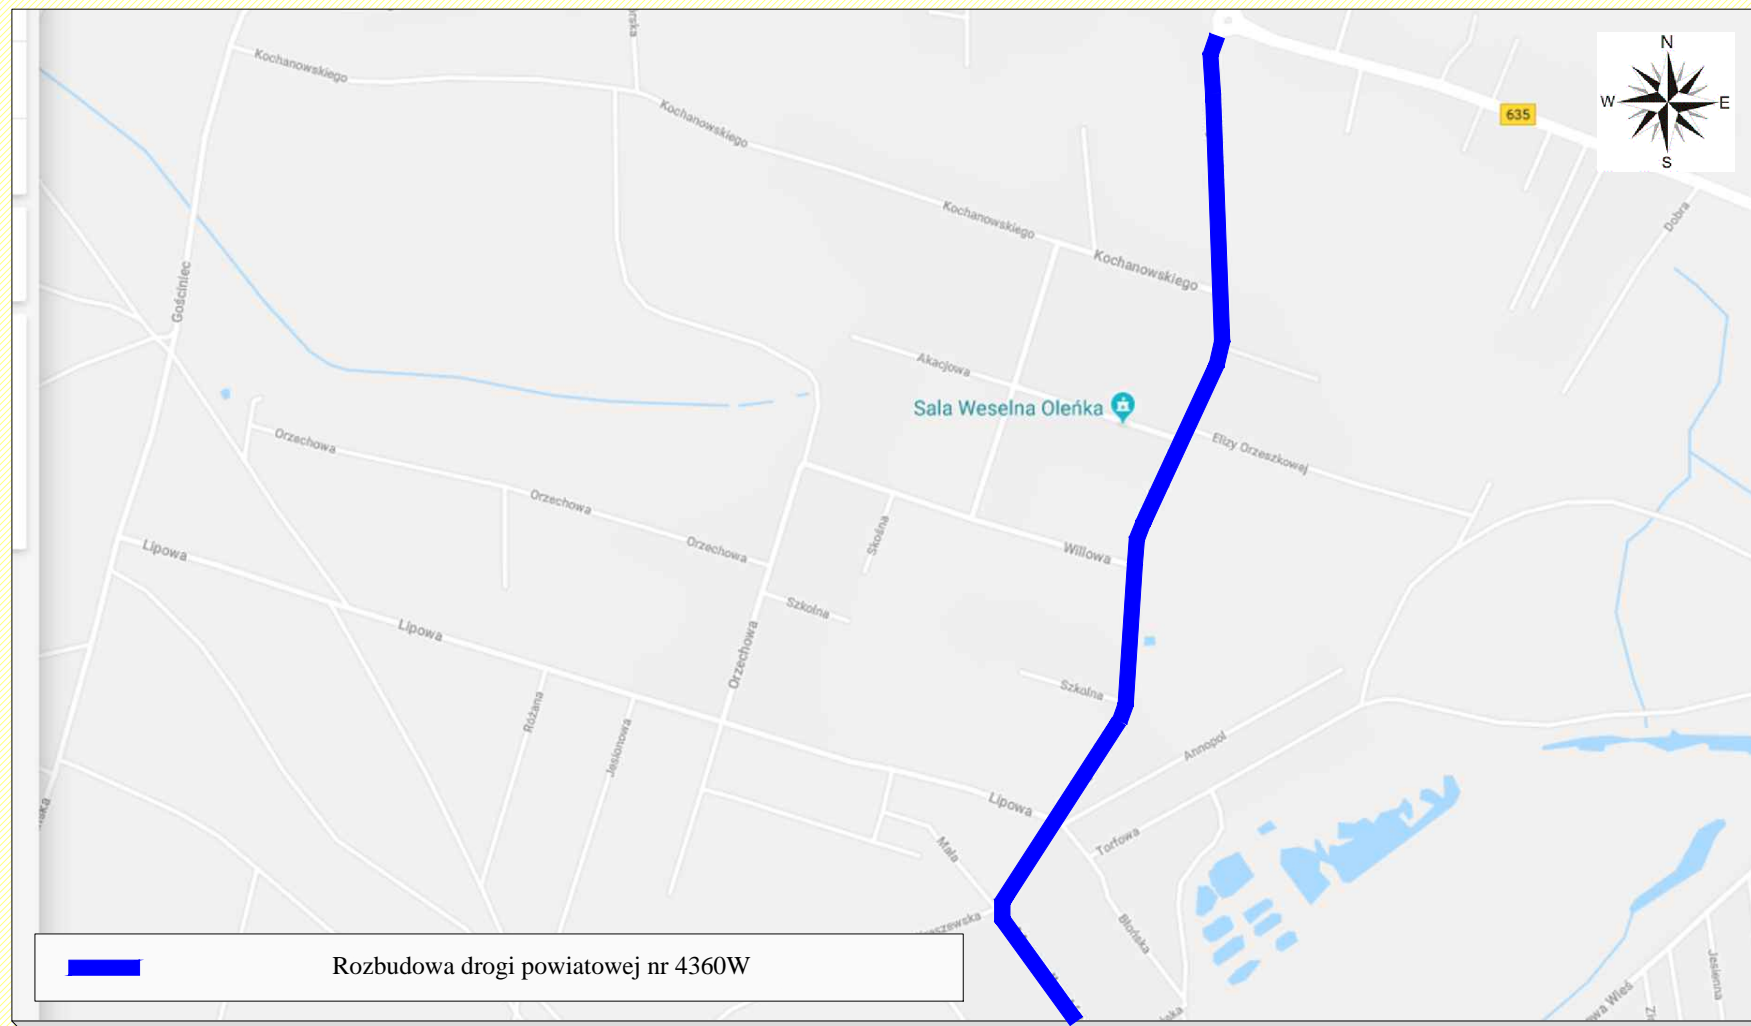 N
W
E
S
635
Kochanowskiego
Kochanowskiego
Kochanowskiego
Kochanowskiego
Dobra
Gościniec
Akacjowa
Sala Weselna Oleńka
Elizy Orzeszkowej
Orzechowa
Orzechowa
Orzechowa
Skośna
Willowa
Lipowa
Lipowa
Szkolna
Orzechowa
Szkolna
Różana
Jesionowa
Annopol
Lipowa
Torfowa
Mała
Błońska
Jesienna
Rozbudowa drogi powiatowej nr 4360W